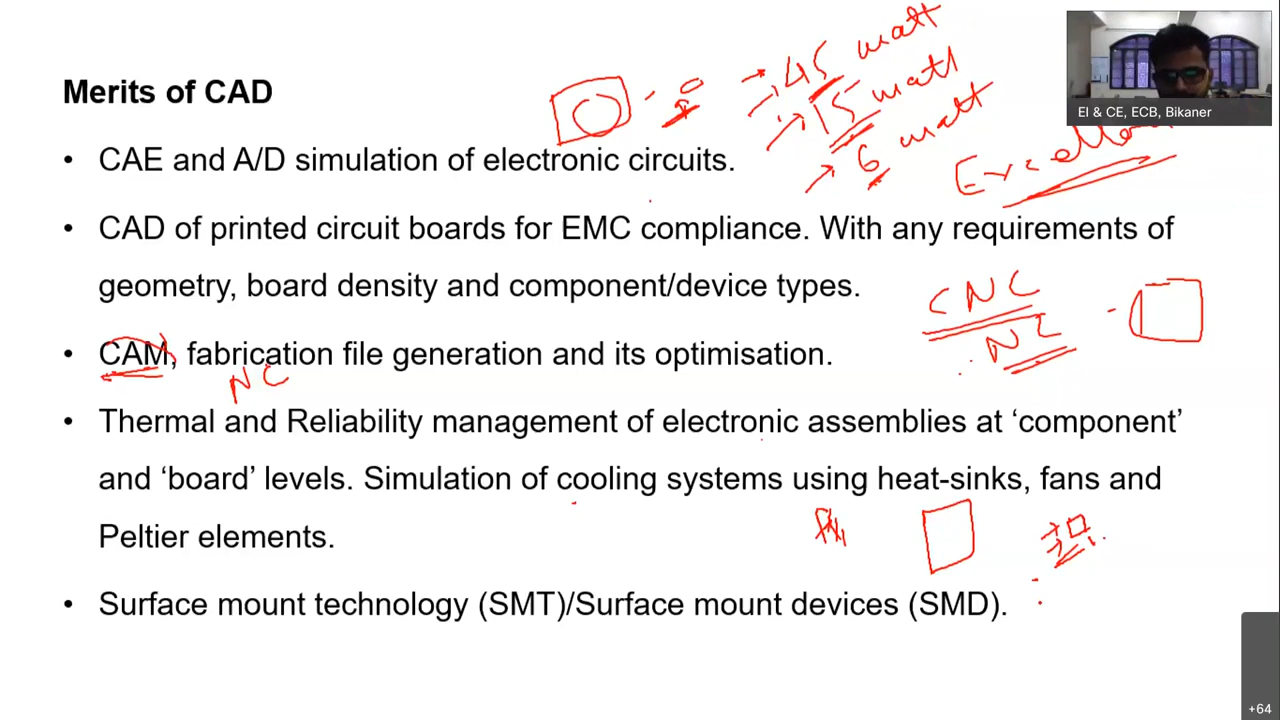 45 watt
15 watt
6 watt
EI & CE, ECB, Bikaner
Merits of CAD
• CAE and A/D simulation of electronic circuits.
• CAD of printed circuit boards for EMC compliance. With any requirements of
geometry, board density and component/device types.
CNC
NC
• CAM, fabrication file generation and its optimisation.
NC
• Thermal and Reliability management of electronic assemblies at ‘component’
and ‘board’ levels. Simulation of cooling systems using heat-sinks, fans and
Peltier elements.
• Surface mount technology (SMT)/Surface mount devices (SMD).
+64